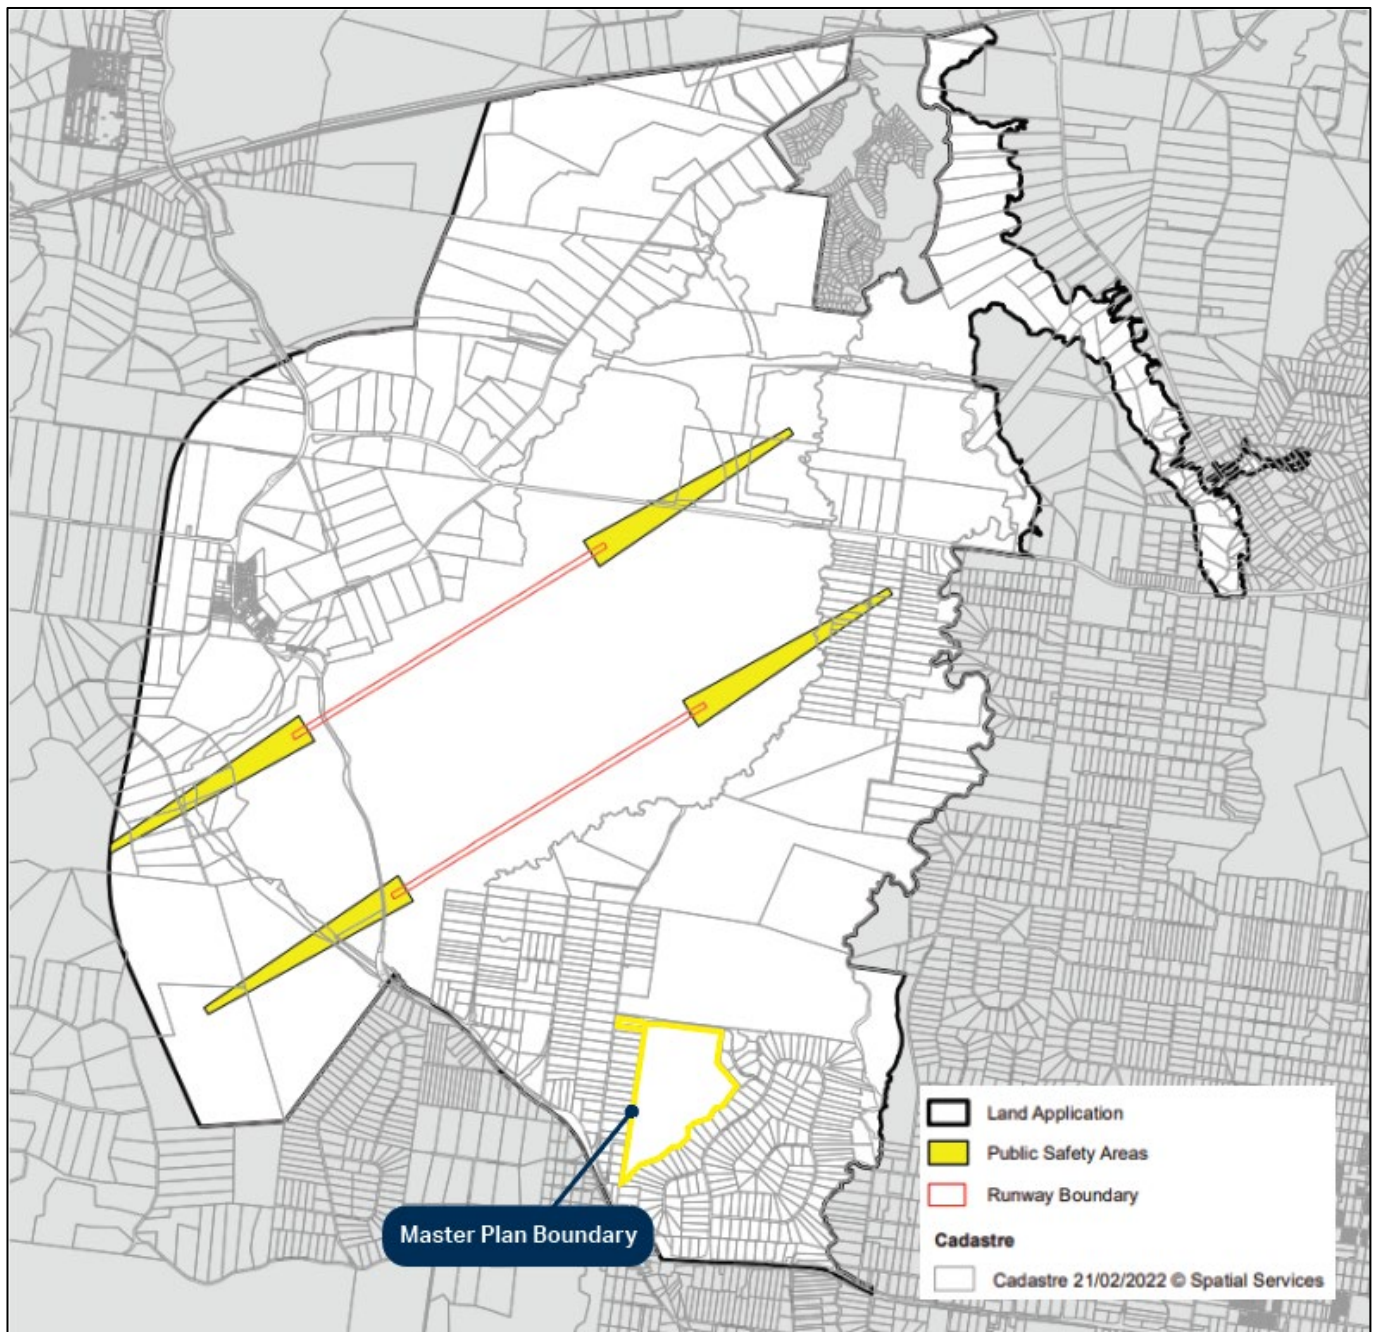 Land Application
Public Safety Areas
Runway Boundary
Cadastre
Cadastre 21/02/2022 © Spatial Services
Master Plan Boundary